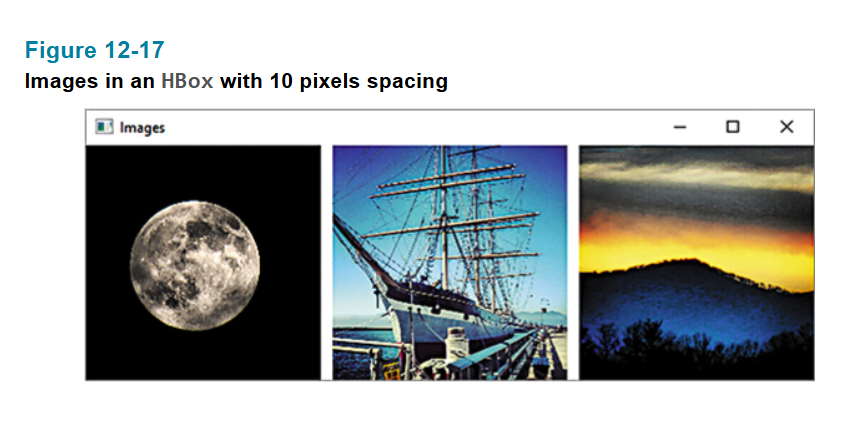 Figure 12-17
Images in an HBox with 10 pixels spacing
Images